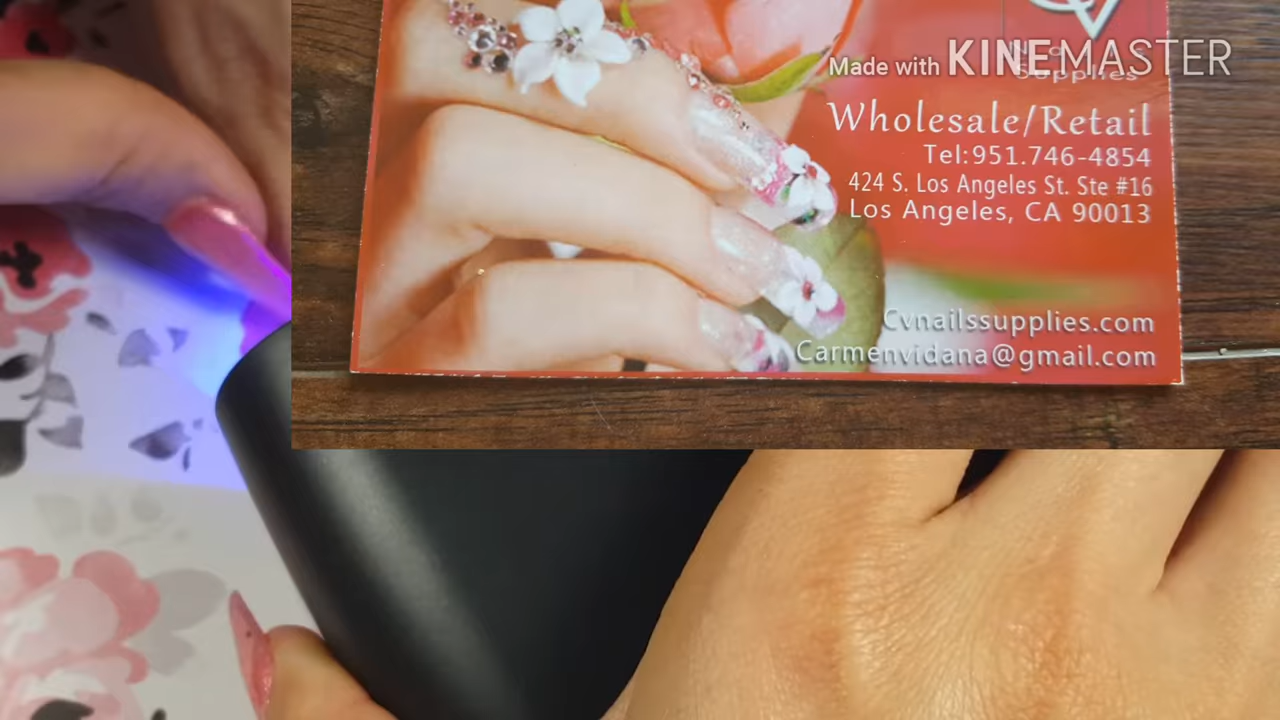 Made with KINEMASTER
Supplies
Wholesale/Retail
Tel:951.746-4854
424 S. Los Angeles St. Ste #16
Los Angeles, CA 90013
Cvnailssupplies.com
Carmenvidana@gmail.com